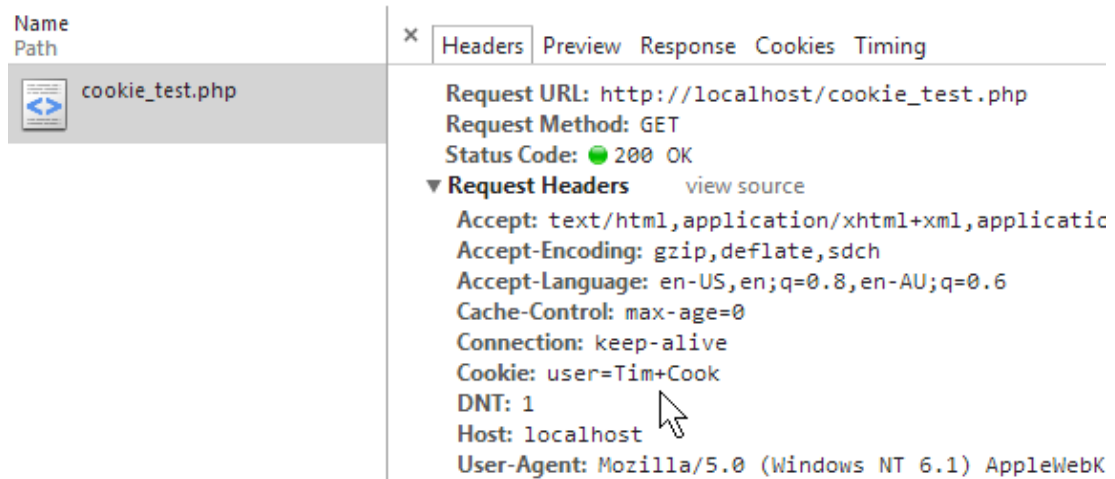 Name
Path
cookie_test.php
× Headers Preview Response Cookies Timing
Request URL: http://localhost/cookie_test.php
Request Method: GET
Status Code: 200 OK
▼ Request Headers view source
Accept: text/html,application/xhtml+xml,applicatio
Accept-Encoding: gzip,deflate,sdch
Accept-Language: en-US,en;q=0.8,en-AU;q=0.6
Cache-Control: max-age=0
Connection: keep-alive
Cookie: user=Tim+Cook
DNT: 1
Host: localhost
User-Agent: Mozilla/5.0 (Windows NT 6.1) AppleWebK